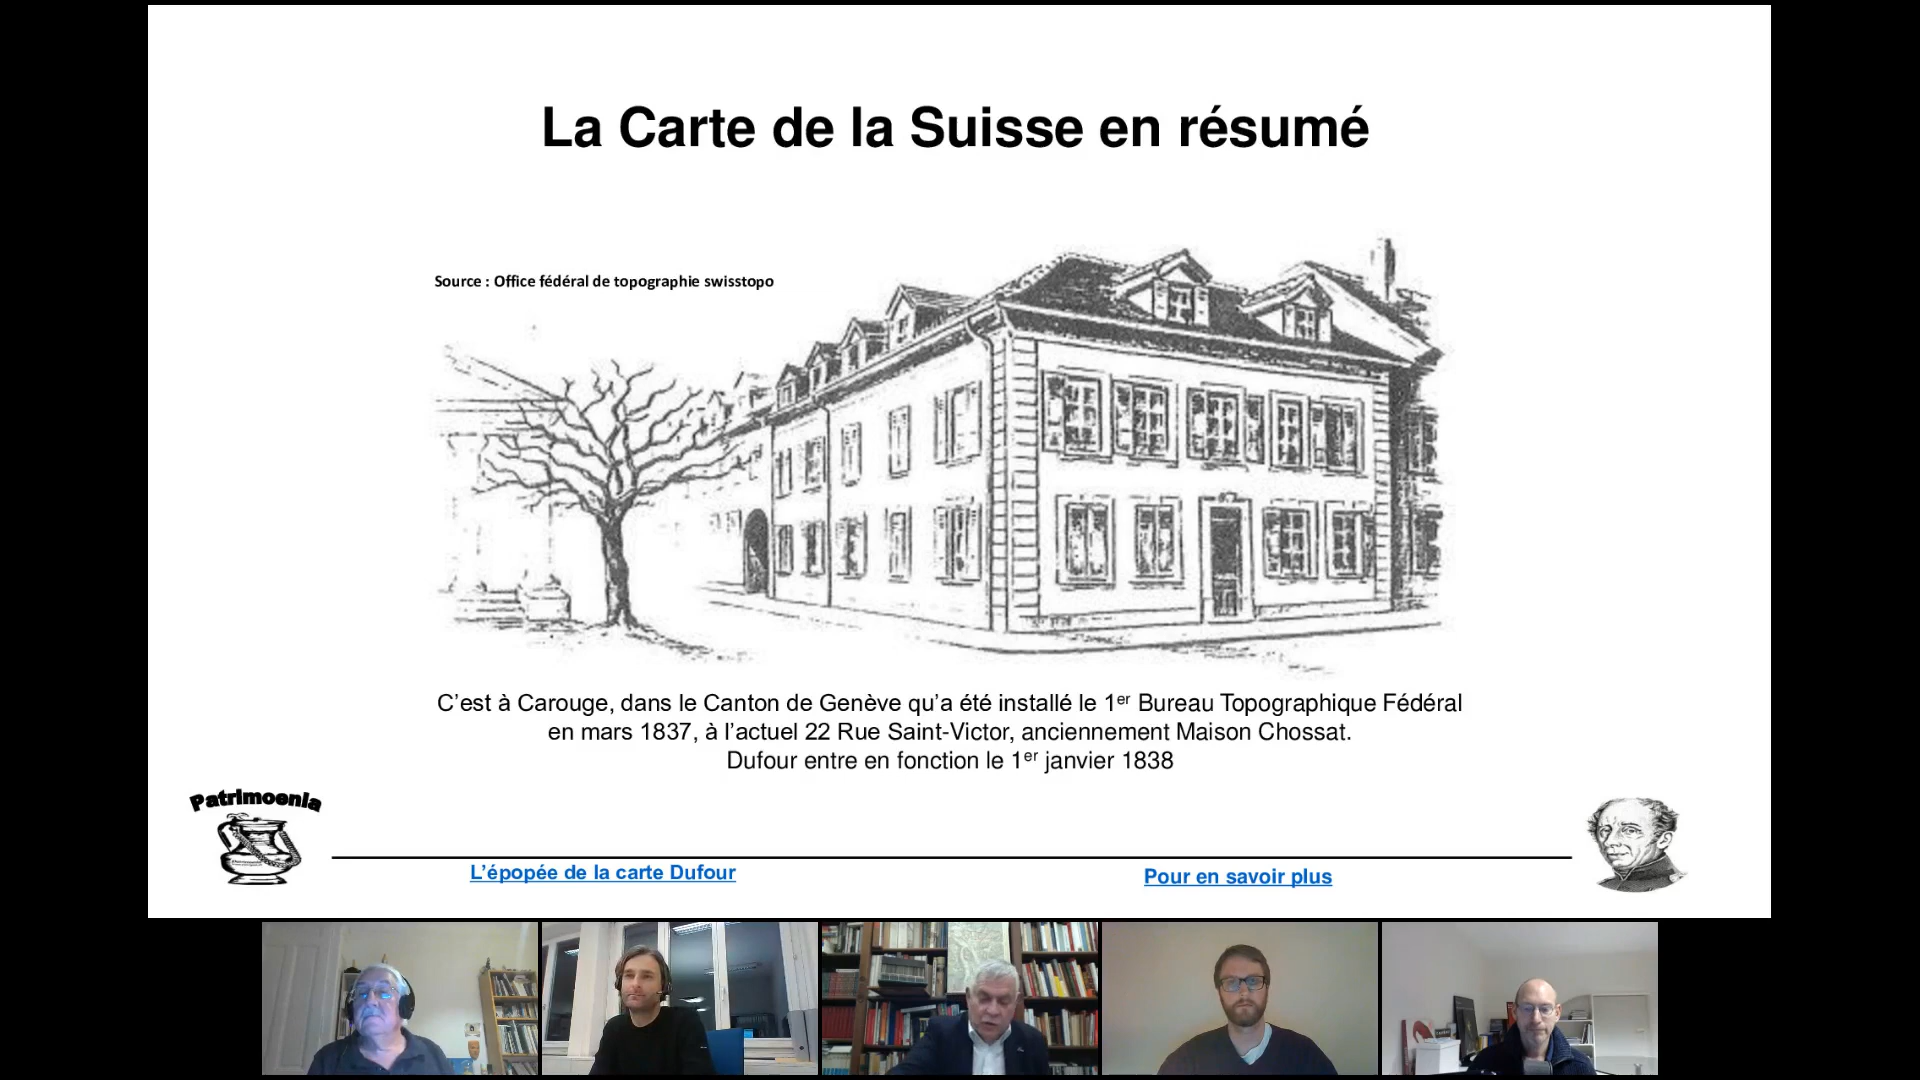 La Carte de la Suisse en résumé
Source : Office fédéral de topographie swisstopo
C’est à Carouge, dans le Canton de Genève qu’a été installé le 1er Bureau Topographique Fédéral
en mars 1837, à l’actuel 22 Rue Saint-Victor, anciennement Maison Chossat.
Dufour entre en fonction le 1er janvier 1838
Patrimoenia
L’épopée de la carte Dufour
Pour en savoir plus